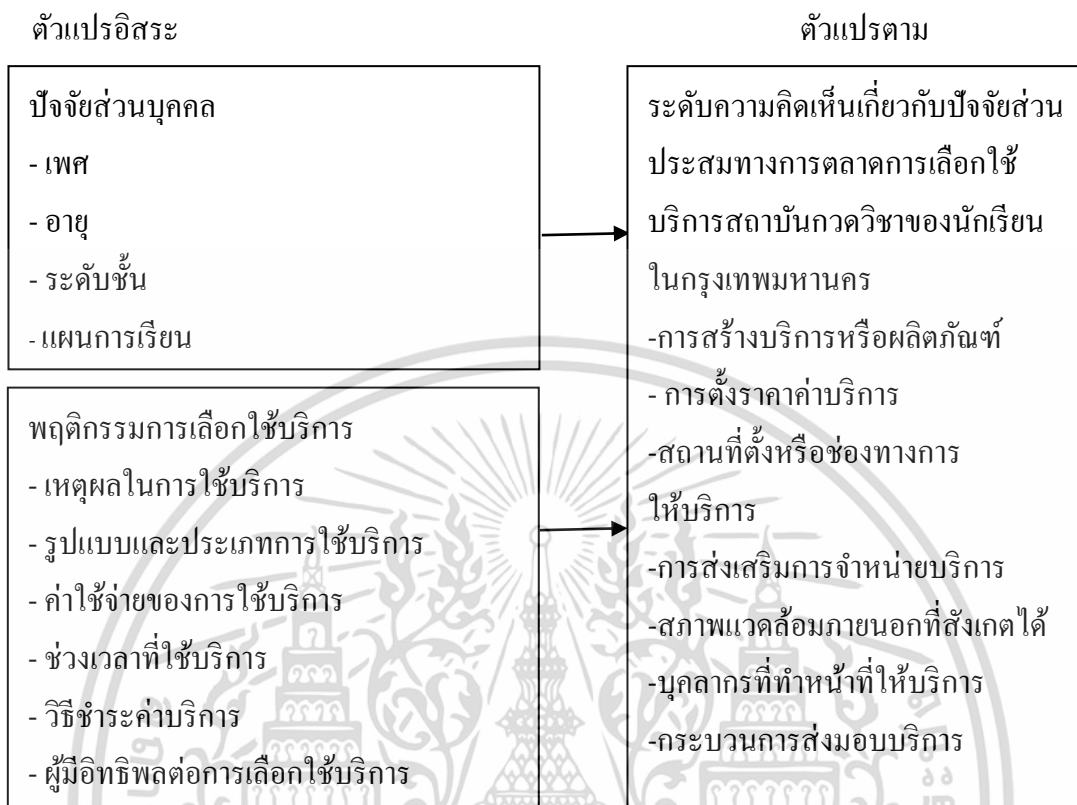 ตัวแปรอิสระ
ตัวแปรตาม
ปัจจัยส่วนบุคคล
- เพศ
- อายุ
- ระดับชั้น
- แผนการเรียน
พฤติกรรมการเลือกใช้บริการ
- เหตุผลในการใช้บริการ
- รูปแบบและประเภทการใช้บริการ
- ค่าใช้จ่ายของการใช้บริการ
- ช่วงเวลาที่ใช้บริการ
- วิธีชำระค่าบริการ
- ผู้มีอิทธิพลต่อการเลือกใช้บริการ
ระดับความคิดเห็นเกี่ยวกับปัจจัยส่วน
ประสมทางการตลาดการเลือกใช้
บริการสถาบันกวดวิชาของนักเรียน
ในกรุงเทพมหานคร
-การสร้างบริการหรือผลิตภัณฑ์
- การตั้งราคาค่าบริการ
-สถานที่ตั้งหรือช่องทางการ
ให้บริการ
-การส่งเสริมการจำหน่ายบริการ
-สภาพแวดล้อมภายนอกที่สังเกตได้
-บุคลากรที่ทำหน้าที่ให้บริการ
-กระบวนการส่งมอบบริการ